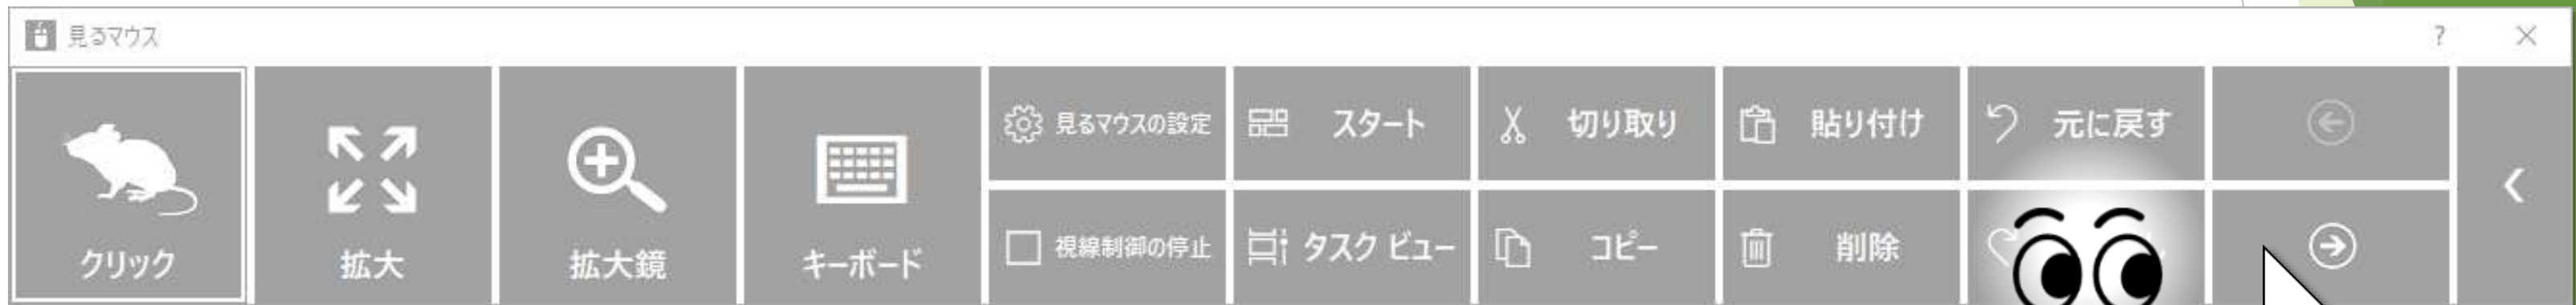 見るマウス
?
クリック
拡大
拡大鏡
キーボード
見るマウスの設定
スタート
切り取り
貼り付け
元に戻す
視線制御の停止
タスク ビュー
コピー
削除